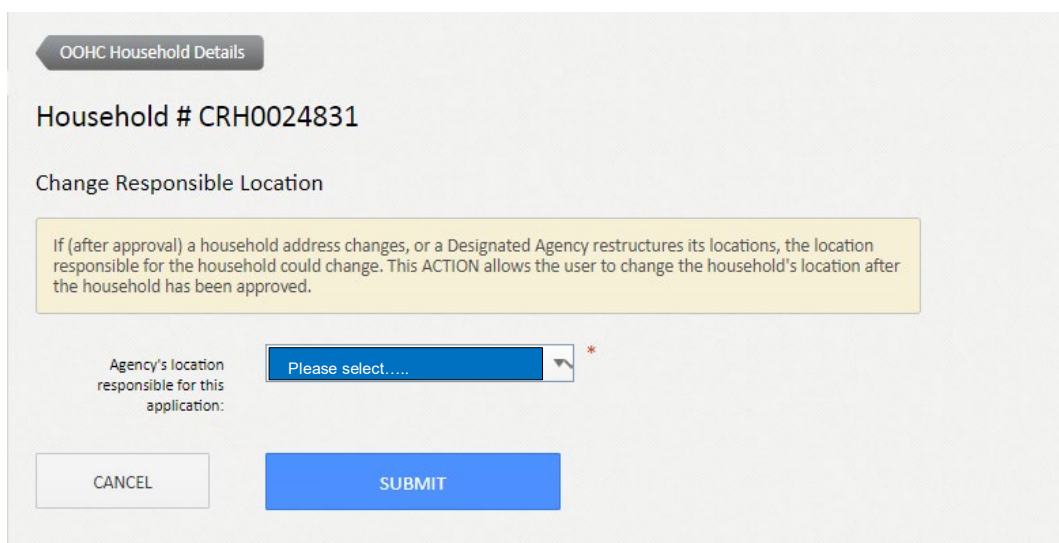 OOHC Household Details
Household # CRH0024831
Change Responsible Location
If (after approval) a household address changes, or a Designated Agency restructures its locations, the location
responsible for the household could change. This ACTION allows the user to change the household's location after
the household has been approved.
Agency's location
responsible for this
application:
Please select.....
*
CANCEL
SUBMIT